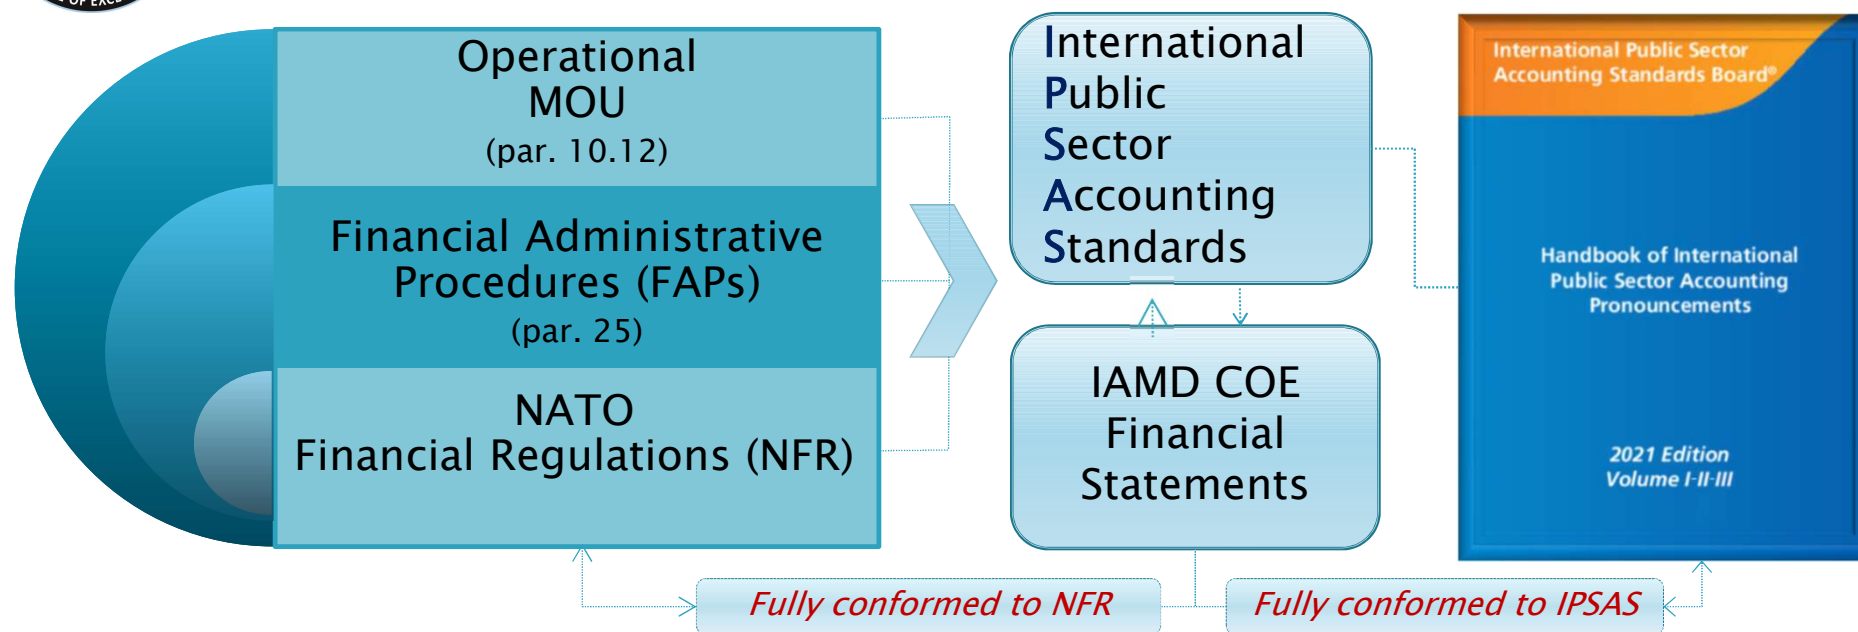 OF EXCE
Operational
MOU
(par. 10.12)
Financial Administrative
Procedures (FAPs)
(par. 25)
NATO
Financial Regulations (NFR)
International
Public
Sector
Accounting
Standards
IAMD COE
Financial
Statements
International Public Sector
Accounting Standards Board®
Handbook of International
Public Sector Accounting
Pronouncements
2021 Edition
Volume I-II-III
Fully conformed to NFR
Fully conformed to IPSAS